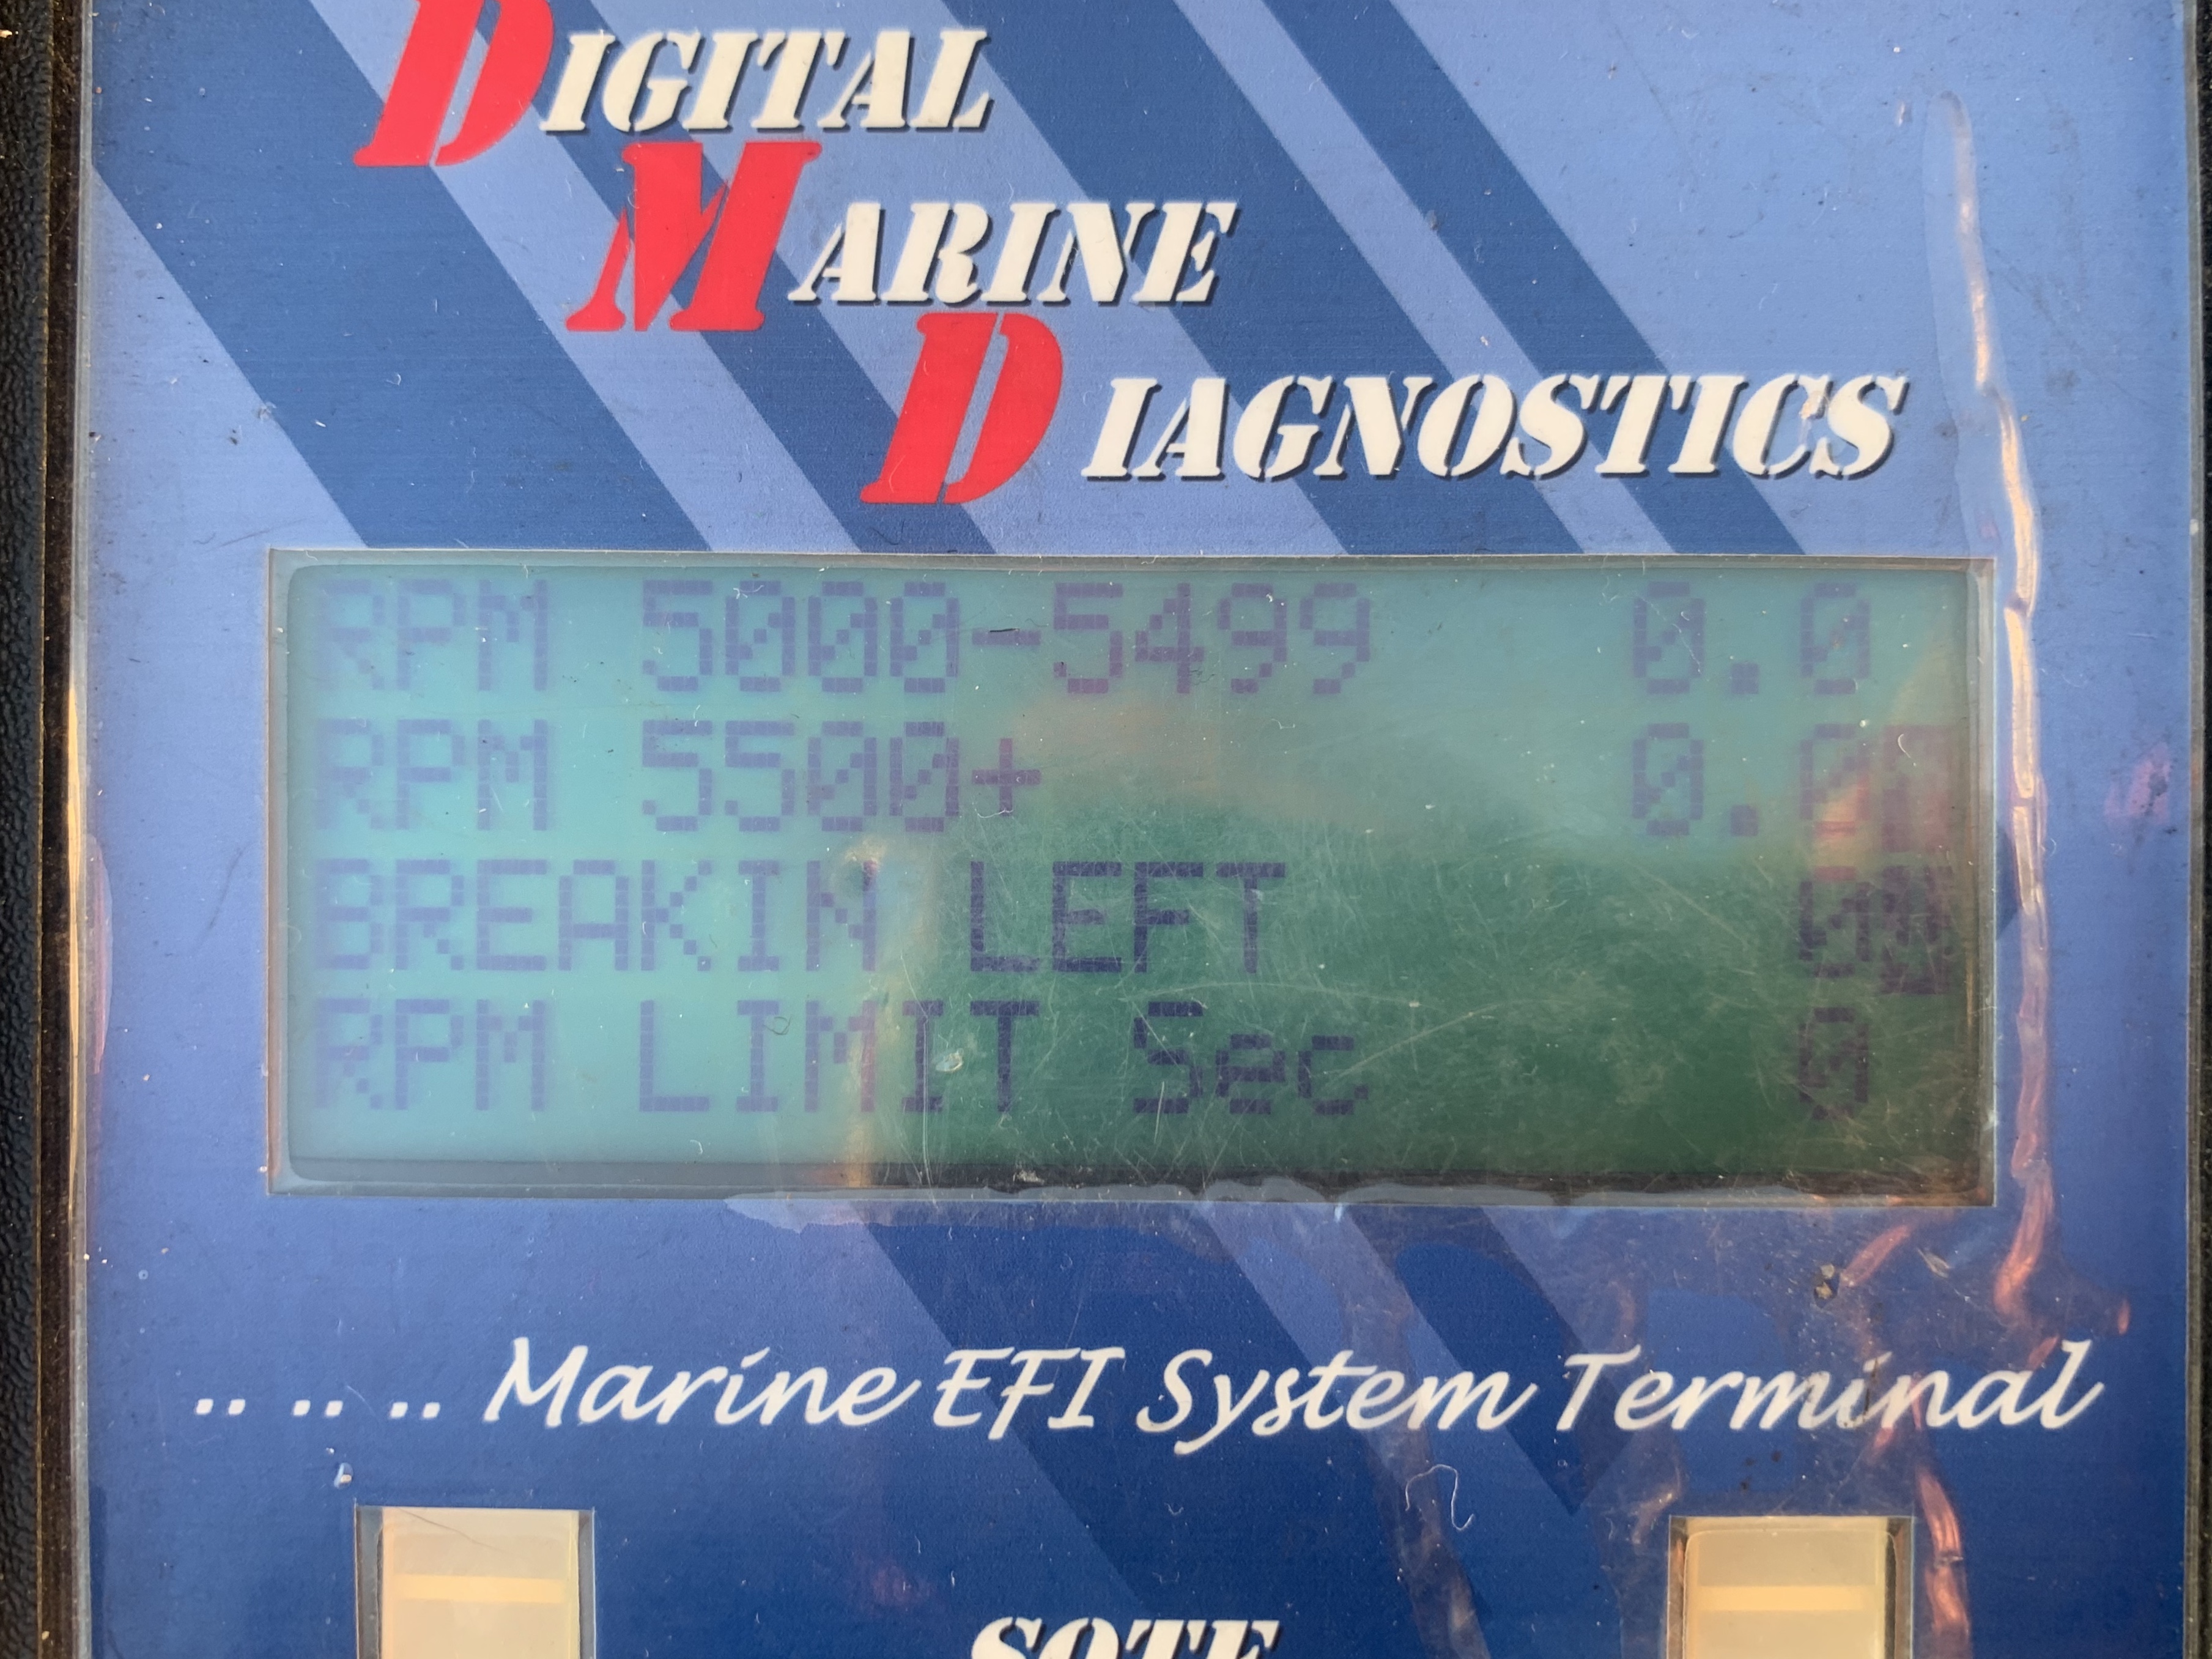 DIGITAL
MARINE
DIAGNOSTICS
RPM 5000-5499 0.0
RPM 5500+ 0.0
BREAKIN LEFT 0
RPM LIMIT Sec 0
.. .. .. Marine EFI System Terminal